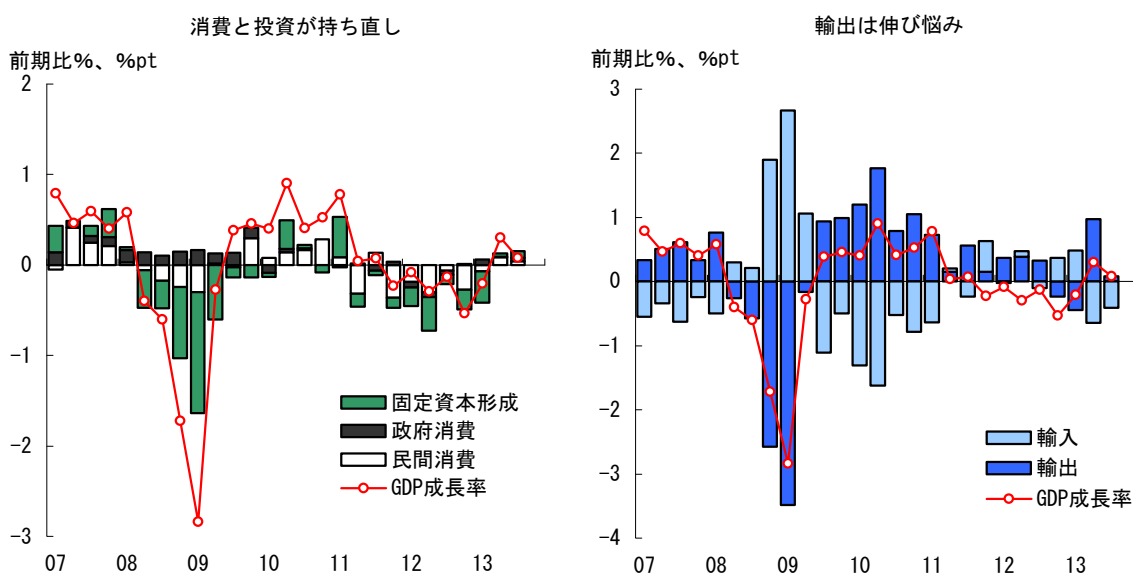 消費と投資が持ち直し
前期比％、％pt
2
1
0
-1
-2
-3
固定資本形成
政府消費
民間消費
GDP成長率
07 08 09 10 11 12 13
輸出は伸び悩み
前期比％、％pt
3
2
1
0
-1
-2
-3
-4
輸入
輸出
GDP成長率
07 08 09 10 11 12 13